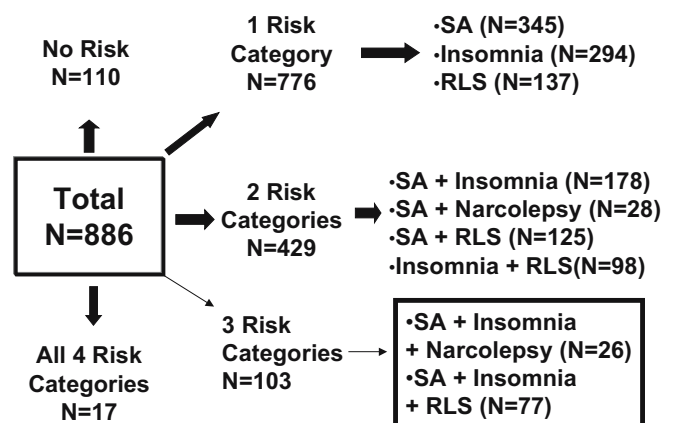 No Risk
N=110
1 Risk
Category
N=776
•SA (N=345)
•Insomnia (N=294)
•RLS (N=137)
Total
N=886
2 Risk
Categories
N=429
•SA + Insomnia (N=178)
•SA + Narcolepsy (N=28)
•SA + RLS (N=125)
•Insomnia + RLS(N=98)
All 4 Risk
Categories
N=17
3 Risk
Categories
N=103
•SA + Insomnia
+ Narcolepsy (N=26)
•SA + Insomnia
+ RLS (N=77)